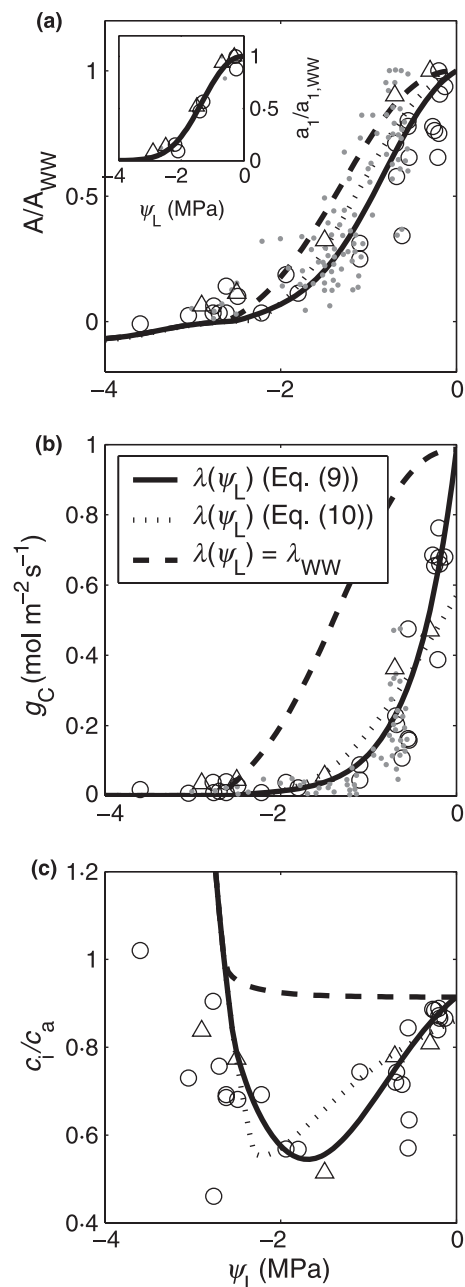 (a)
1
0·5
0
A/A_WW
1
0·5
0
a₁/a₁,WW
−4
−2
0
ψ_L (MPa)
−4
−2
0
(b)
1
0·8
0·6
0·4
0·2
0
g_C (mol m⁻² s⁻¹)
λ(ψ_L) (Eq. (9))
λ(ψ_L) (Eq. (10))
λ(ψ_L) = λ_WW
−4
−2
0
(c)
1·2
1
0·8
0·6
0·4
c_i/c_a
−4
−2
0
ψ_L (MPa)